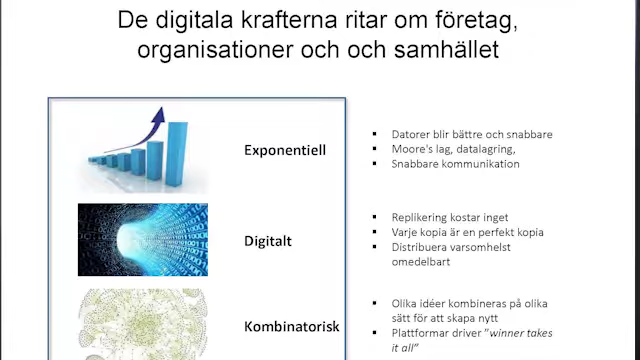 De digitala krafterna ritar om företag,
organisationer och och samhället
Exponentiell
▪ Datorer blir bättre och snabbare
▪ Moore's lag, datalagring,
▪ Snabbare kommunikation
Digitalt
▪ Replikering kostar inget
▪ Varje kopia är en perfekt kopia
▪ Distribuera varsomhelst
omedelbart
Kombinatorisk
▪ Olika idéer kombineras på olika
sätt för att skapa nytt
▪ Plattformar driver "winner takes
it all"